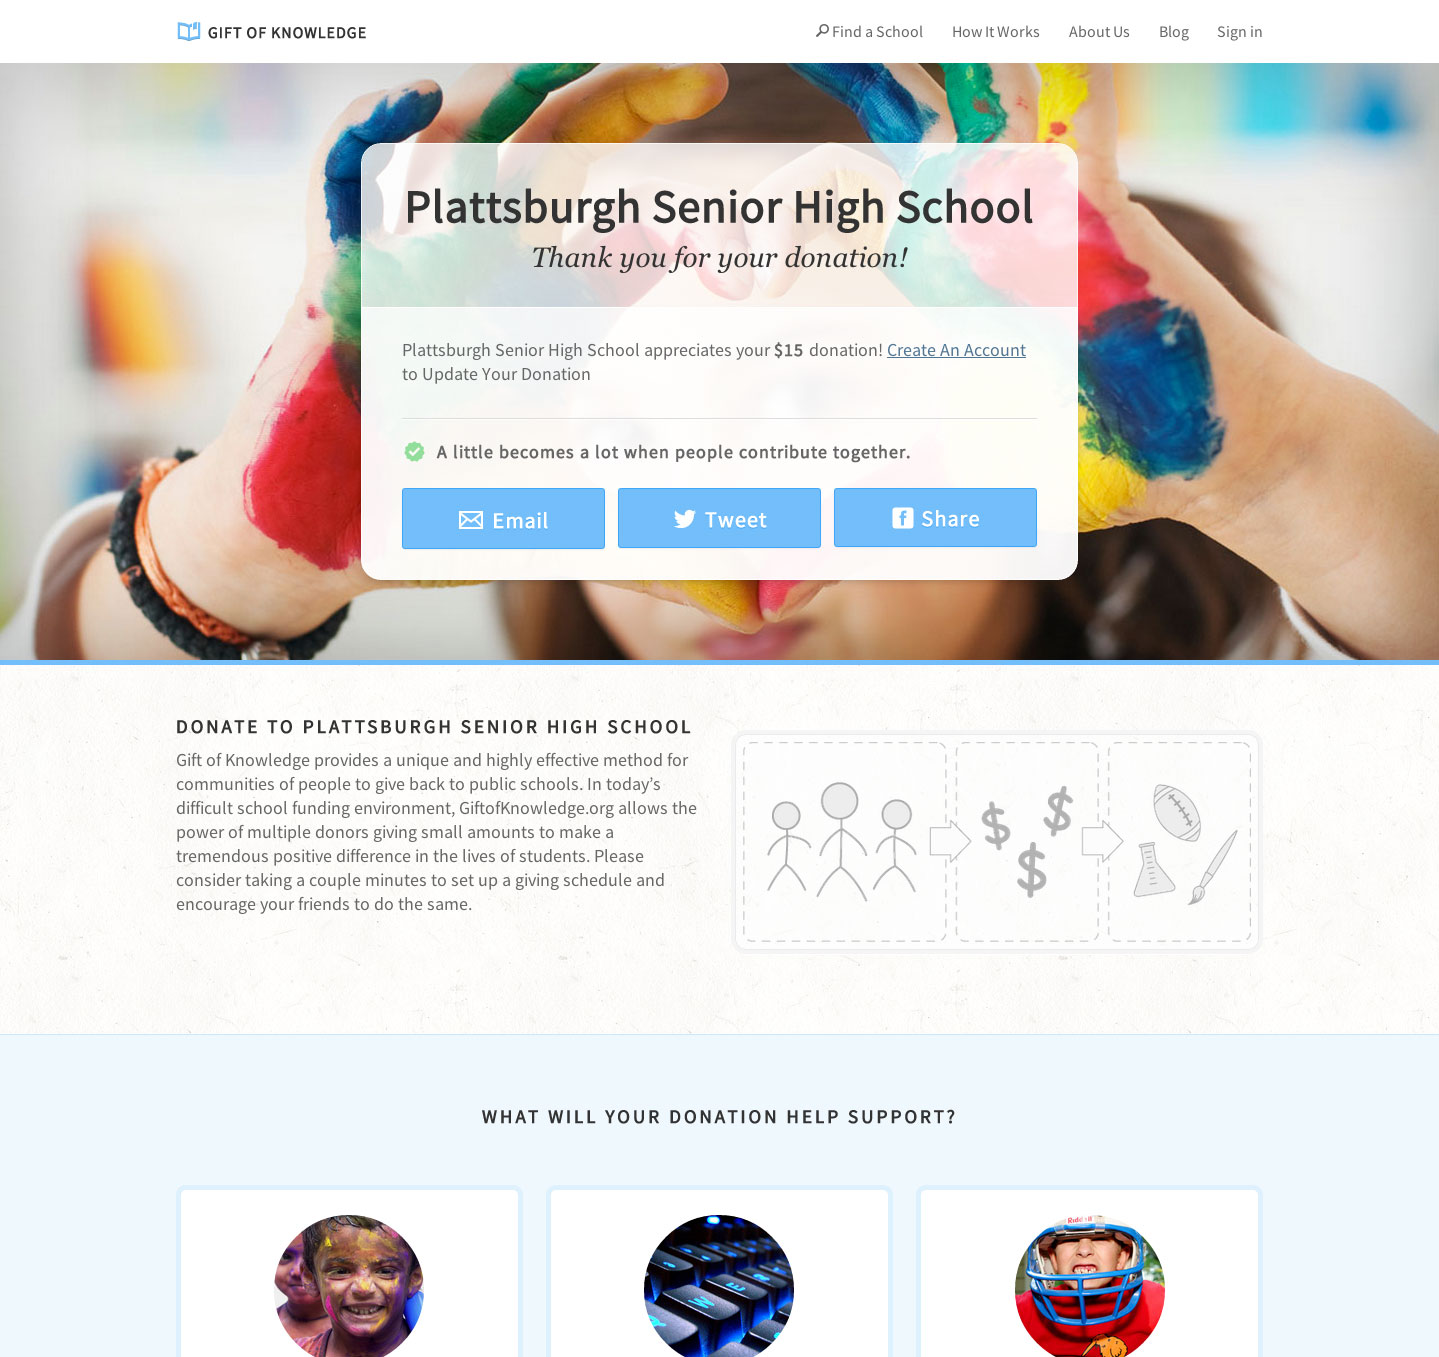 GIFT OF KNOWLEDGE
Find a School How It Works About Us Blog Sign in
Plattsburgh Senior High School
Thank you for your donation!
Plattsburgh Senior High School appreciates your $15 donation! Create An Account
to Update Your Donation
A little becomes a lot when people contribute together.
Email Tweet Share
DONATE TO PLATTSBURGH SENIOR HIGH SCHOOL
Gift of Knowledge provides a unique and highly effective method for
communities of people to give back to public schools. In today’s
difficult school funding environment, GiftofKnowledge.org allows the
power of multiple donors giving small amounts to make a
tremendous positive difference in the lives of students. Please
consider taking a couple minutes to set up a giving schedule and
encourage your friends to do the same.
$ $ $
WHAT WILL YOUR DONATION HELP SUPPORT?